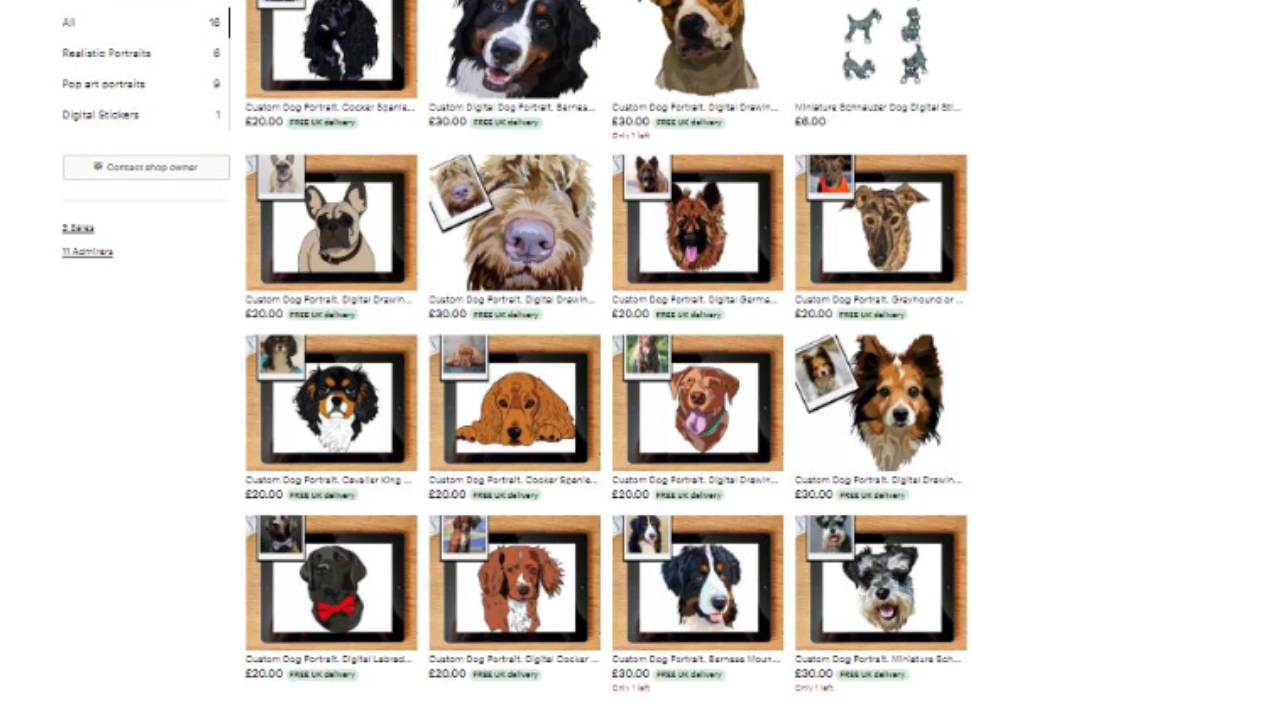 All 16
Realistic Portraits 6
Pop art portraits 9
Digital Stickers 1
Contact shop owner
2 Sales
11 Admirers
Custom Dog Portrait. Cocker Spanie...
£20.00 FREE UK delivery
Custom Digital Dog Portrait. Bernes...
£30.00 FREE UK delivery
Custom Dog Portrait. Digital Drawin...
£30.00 FREE UK delivery
Only 1 left
Miniature Schnauzer Dog Digital Sti...
£6.00
Custom Dog Portrait. Digital Drawin...
£20.00 FREE UK delivery
Custom Dog Portrait. Digital Drawin...
£30.00 FREE UK delivery
Custom Dog Portrait. Digital Germa...
£20.00 FREE UK delivery
Custom Dog Portrait. Greyhound or ...
£20.00 FREE UK delivery
Custom Dog Portrait. Cavalier King ...
£20.00 FREE UK delivery
Custom Dog Portrait. Cocker Spanie...
£20.00 FREE UK delivery
Custom Dog Portrait. Digital Drawin...
£20.00 FREE UK delivery
Custom Dog Portrait. Digital Drawin...
£30.00 FREE UK delivery
Custom Dog Portrait. Digital Labrad...
£20.00 FREE UK delivery
Custom Dog Portrait. Digital Cocker ...
£20.00 FREE UK delivery
Custom Dog Portrait. Bernese Moun...
£30.00 FREE UK delivery
Only 1 left
Custom Dog Portrait. Miniature Sch...
£30.00 FREE UK delivery
Only 1 left